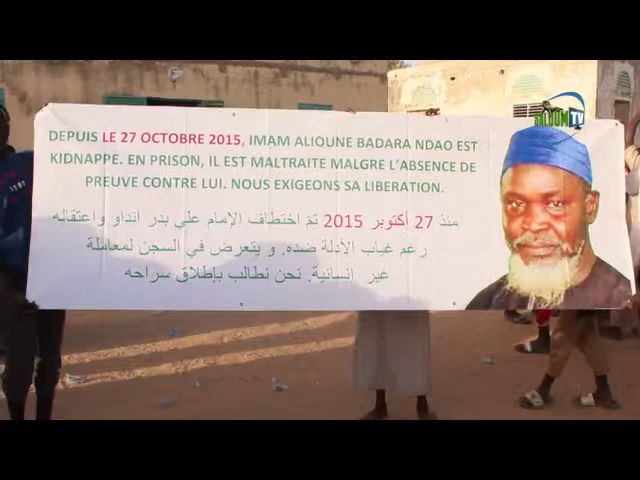 DEPUIS LE 27 OCTOBRE 2015, IMAM ALIOUNE BADARA NDAO EST
KIDNAPPE. EN PRISON, IL EST MALTRAITE MALGRE L'ABSENCE DE
PREUVE CONTRE LUI. NOUS EXIGEONS SA LIBERATION.
منذ 27 أكتوبر 2015 تمّ اختطاف الإمام علي بدر انداو واعتقاله
رغم غياب الأدلة ضده. و يتعرض في السجن لمعاملة
غير انسانية. نحن نطالب بإطلاق سراحه
TV
1980